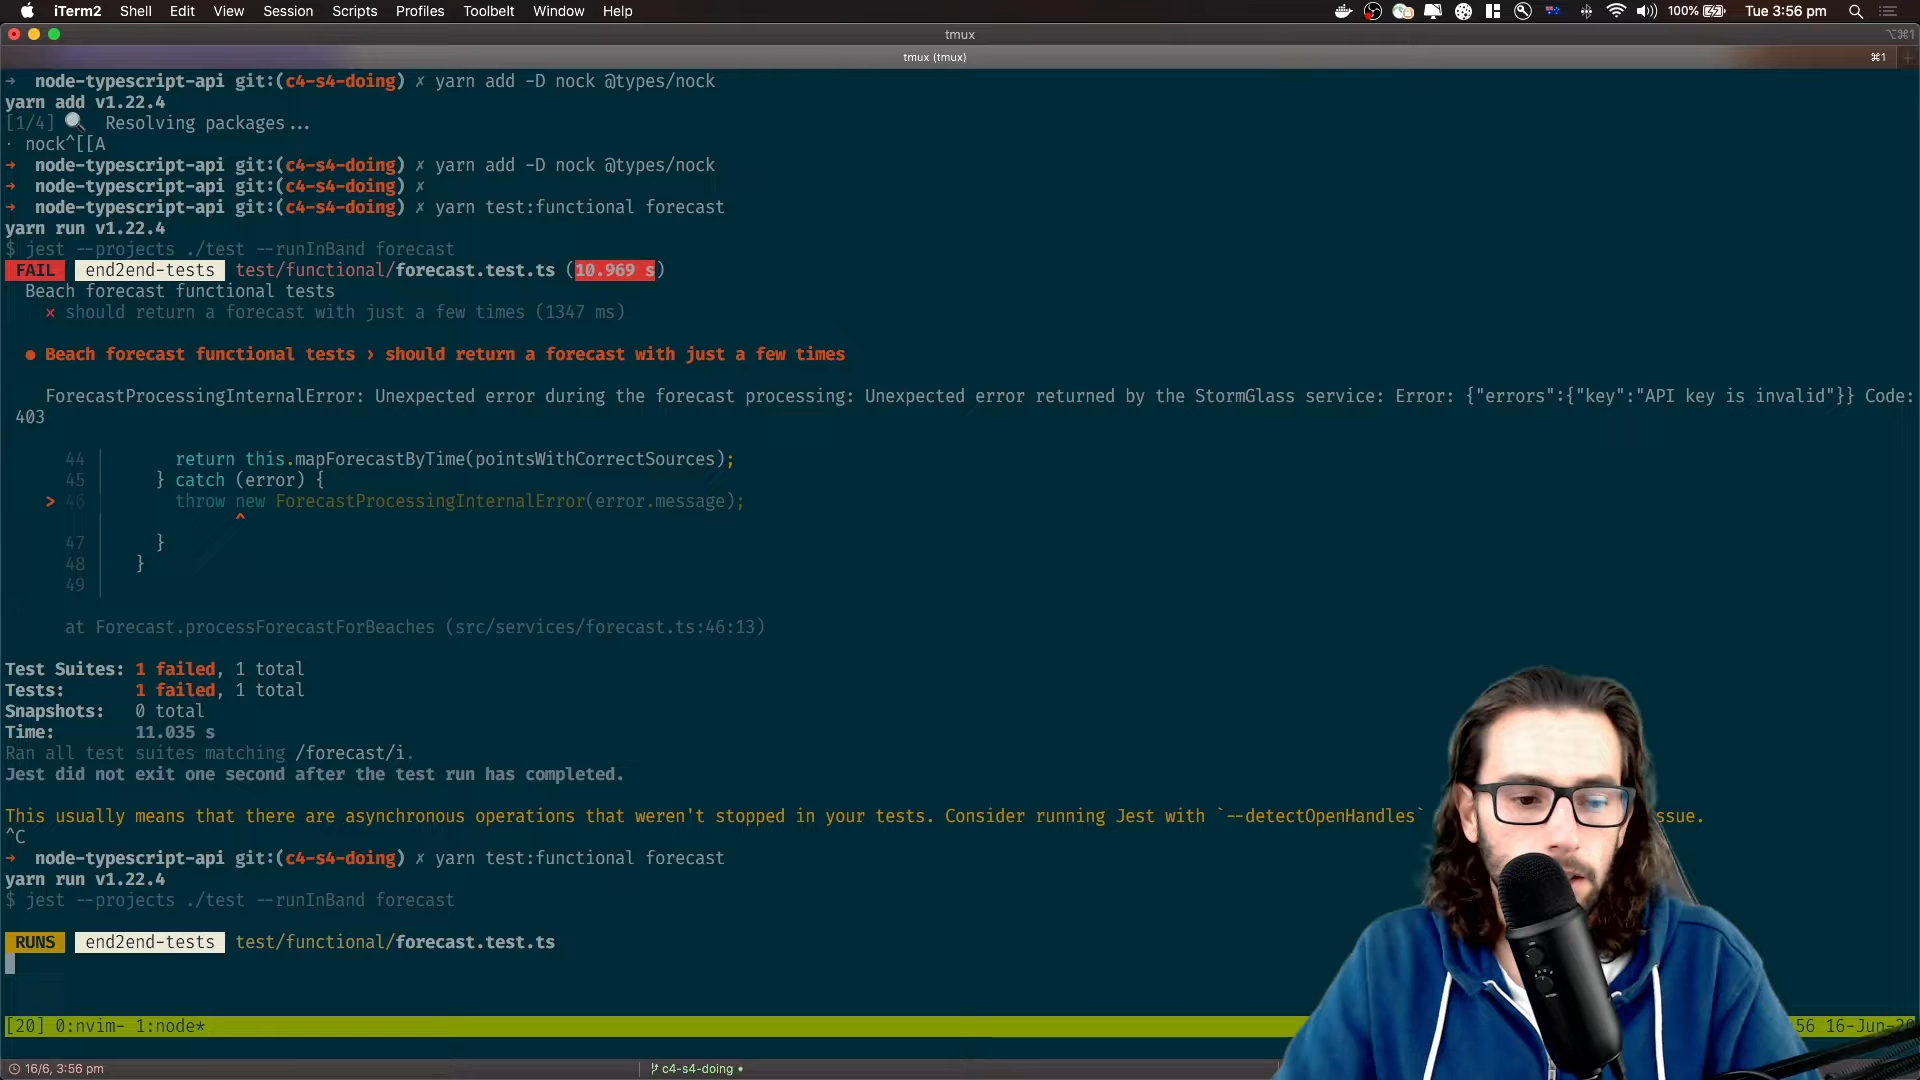 iTerm2 Shell Edit View Session Scripts Profiles Toolbelt Window Help 100% Tue 3:56 pm
tmux ⌥⌘1
tmux (tmux) ⌘1
→ node-typescript-api git:(c4-s4-doing) ✗ yarn add -D nock @types/nock
yarn add v1.22.4
[1/4] 🔍 Resolving packages...
· nock^[[A
→ node-typescript-api git:(c4-s4-doing) ✗ yarn add -D nock @types/nock
→ node-typescript-api git:(c4-s4-doing) ✗
→ node-typescript-api git:(c4-s4-doing) ✗ yarn test:functional forecast
yarn run v1.22.4
$ jest --projects ./test --runInBand forecast
FAIL end2end-tests test/functional/forecast.test.ts (10.969 s)
Beach forecast functional tests
✕ should return a forecast with just a few times (1347 ms)
● Beach forecast functional tests › should return a forecast with just a few times
ForecastProcessingInternalError: Unexpected error during the forecast processing: Unexpected error returned by the StormGlass service: Error: {"errors":{"key":"API key is invalid"}} Code:
403
44 | return this.mapForecastByTime(pointsWithCorrectSources);
45 | } catch (error) {
> 46 | throw new ForecastProcessingInternalError(error.message);
| ^
47 | }
48 | }
49 |
at Forecast.processForecastForBeaches (src/services/forecast.ts:46:13)
Test Suites: 1 failed, 1 total
Tests: 1 failed, 1 total
Snapshots: 0 total
Time: 11.035 s
Ran all test suites matching /forecast/i.
Jest did not exit one second after the test run has completed.
This usually means that there are asynchronous operations that weren't stopped in your tests. Consider running Jest with `--detectOpenHandles` ssue.
^C
→ node-typescript-api git:(c4-s4-doing) ✗ yarn test:functional forecast
yarn run v1.22.4
$ jest --projects ./test --runInBand forecast
RUNS end2end-tests test/functional/forecast.test.ts
[20] 0:nvim- 1:node* 56 16-Jun-20
16/6, 3:56 pm c4-s4-doing •